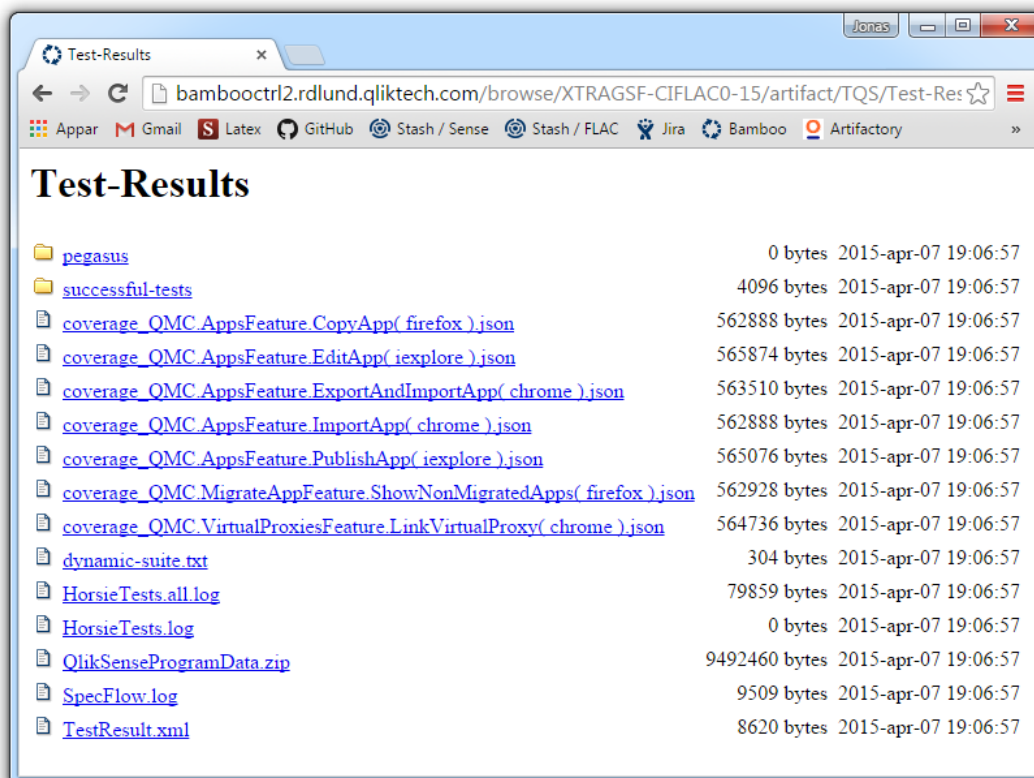 Jonas
Test-Results
bambooctrl2.rdlund.qliktech.com/browse/XTRAGSF-CIFLAC0-15/artifact/TQS/Test-Res
Appar Gmail Latex GitHub Stash / Sense Stash / FLAC Jira Bamboo Artifactory »
Test-Results
pegasus 0 bytes 2015-apr-07 19:06:57
successful-tests 4096 bytes 2015-apr-07 19:06:57
coverage_QMC.AppsFeature.CopyApp( firefox ).json 562888 bytes 2015-apr-07 19:06:57
coverage_QMC.AppsFeature.EditApp( iexplore ).json 565874 bytes 2015-apr-07 19:06:57
coverage_QMC.AppsFeature.ExportAndImportApp( chrome ).json 563510 bytes 2015-apr-07 19:06:57
coverage_QMC.AppsFeature.ImportApp( chrome ).json 562888 bytes 2015-apr-07 19:06:57
coverage_QMC.AppsFeature.PublishApp( iexplore ).json 565076 bytes 2015-apr-07 19:06:57
coverage_QMC.MigrateAppFeature.ShowNonMigratedApps( firefox ).json 562928 bytes 2015-apr-07 19:06:57
coverage_QMC.VirtualProxiesFeature.LinkVirtualProxy( chrome ).json 564736 bytes 2015-apr-07 19:06:57
dynamic-suite.txt 304 bytes 2015-apr-07 19:06:57
HorsieTests.all.log 79859 bytes 2015-apr-07 19:06:57
HorsieTests.log 0 bytes 2015-apr-07 19:06:57
QlikSenseProgramData.zip 9492460 bytes 2015-apr-07 19:06:57
SpecFlow.log 9509 bytes 2015-apr-07 19:06:57
TestResult.xml 8620 bytes 2015-apr-07 19:06:57